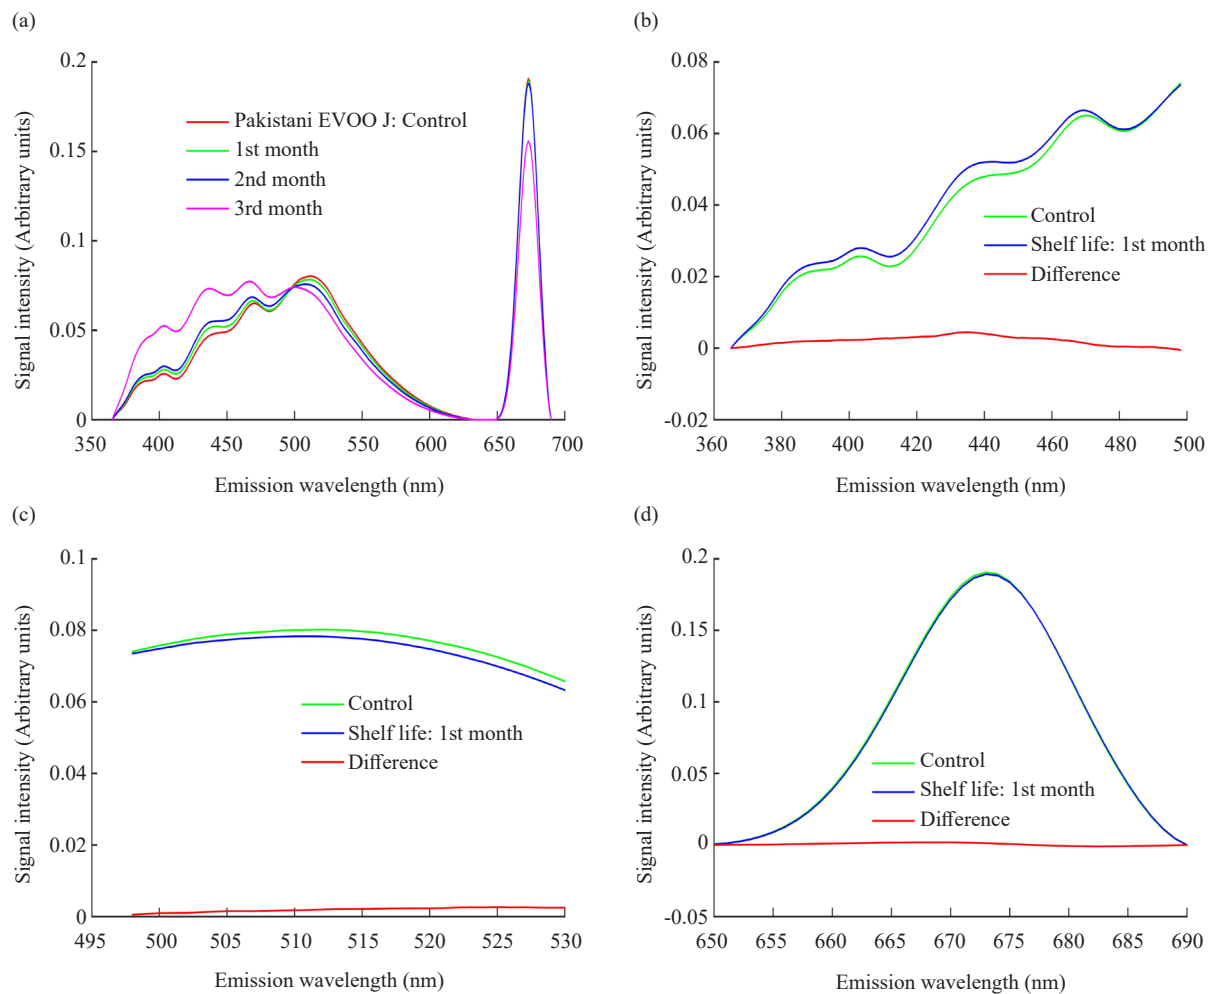 (a)
Signal intensity (Arbitrary units)
0.2
0.15
0.1
0.05
0
Pakistani EVOO J: Control
1st month
2nd month
3rd month
350 400 450 500 550 600 650 700
Emission wavelength (nm)
(b)
Signal intensity (Arbitrary units)
0.08
0.06
0.04
0.02
0
-0.02
Control
Shelf life: 1st month
Difference
360 380 400 420 440 460 480 500
Emission wavelength (nm)
(c)
Signal intensity (Arbitrary units)
0.1
0.08
0.06
0.04
0.02
0
Control
Shelf life: 1st month
Difference
495 500 505 510 515 520 525 530
Emission wavelength (nm)
(d)
Signal intensity (Arbitrary units)
0.2
0.15
0.1
0.05
0
-0.05
Control
Shelf life: 1st month
Difference
650 655 660 665 670 675 680 685 690
Emission wavelength (nm)